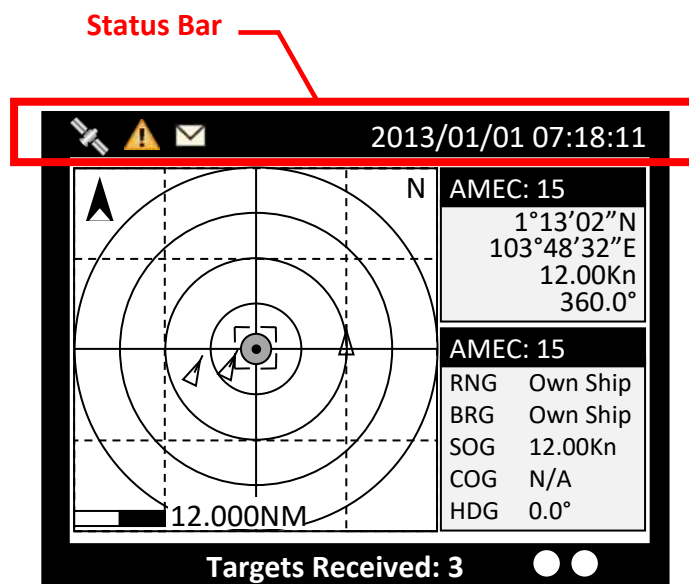 Status Bar
2013/01/01 07:18:11
N
AMEC: 15
1°13’02”N
103°48’32”E
12.00Kn
360.0°
AMEC: 15
RNG Own Ship
BRG Own Ship
SOG 12.00Kn
COG N/A
HDG 0.0°
12.000NM
Targets Received: 3